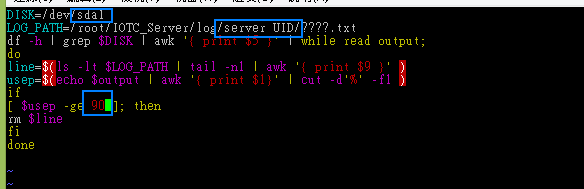 DISK=/dev/sda1
LOG_PATH=/root/IOTC_Server/log/server_UID/????.txt
df -h | grep $DISK | awk '{ print $5 }' | while read output;
do
line=$(ls -lt $LOG_PATH | tail -n1 | awk '{ print $9 }' )
usep=$(echo $output | awk '{ print $1}' | cut -d'%' -f1 )
if
[ $usep -ge 90 ]; then
rm $line
fi
done
~
~